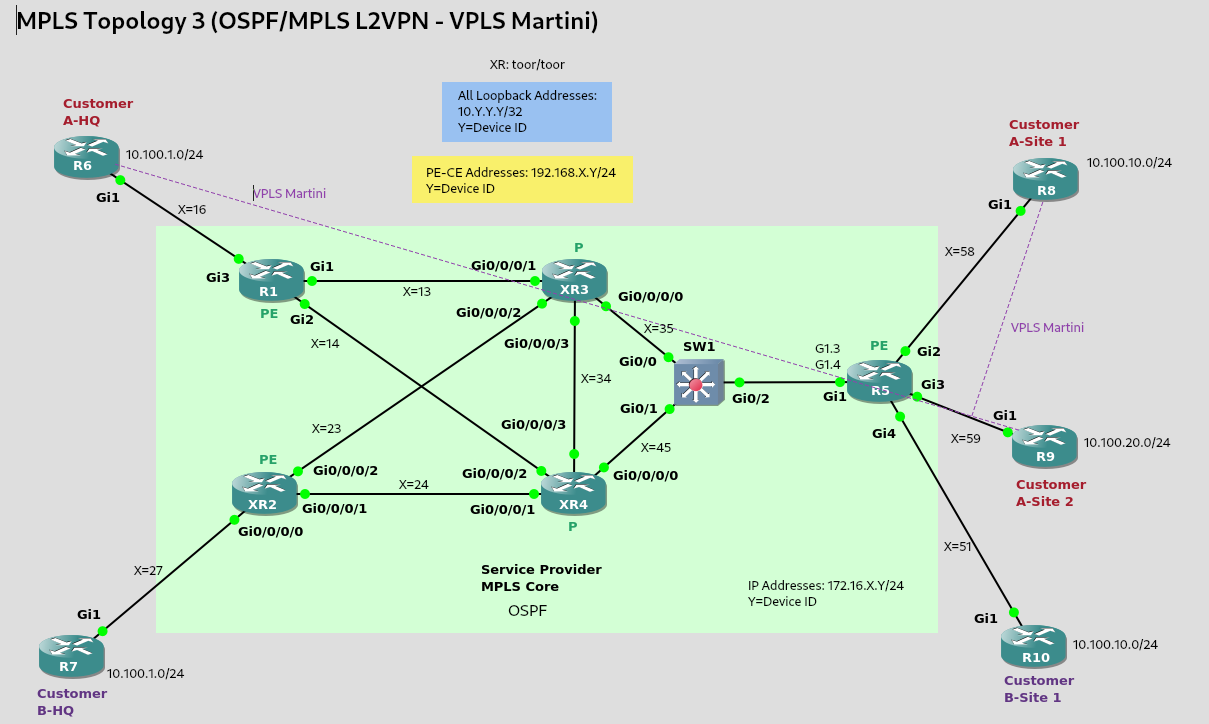 MPLS Topology 3 (OSPF/MPLS L2VPN - VPLS Martini)
XR: toor/toor
All Loopback Addresses:
10.Y.Y.Y/32
Y=Device ID
PE-CE Addresses: 192.168.X.Y/24
Y=Device ID
Customer
A-HQ
R6
10.100.1.0/24
Gi1
X=16
VPLS Martini
Customer
A-Site 1
10.100.10.0/24
R8
Gi1
X=58
VPLS Martini
P
Gi3
R1
Gi1
PE
Gi2
X=13
X=14
Gi0/0/0/1
XR3
Gi0/0/0/2
Gi0/0/0/0
Gi0/0/0/3
X=35
SW1
Gi0/0
Gi0/1
Gi0/2
X=34
G1.3
G1.4
PE
Gi2
Gi1
R5
Gi3
Gi4
X=59
Gi1
R9
10.100.20.0/24
Customer
A-Site 2
X=23
Gi0/0/0/3
X=45
PE
XR2
Gi0/0/0/2
X=24
Gi0/0/0/1
Gi0/0/0/0
Gi0/0/0/2
Gi0/0/0/1
XR4
Gi0/0/0/0
P
X=27
Gi1
R7
10.100.1.0/24
Customer
B-HQ
Service Provider
MPLS Core
OSPF
IP Addresses: 172.16.X.Y/24
Y=Device ID
X=51
Gi1
R10
10.100.10.0/24
Customer
B-Site 1